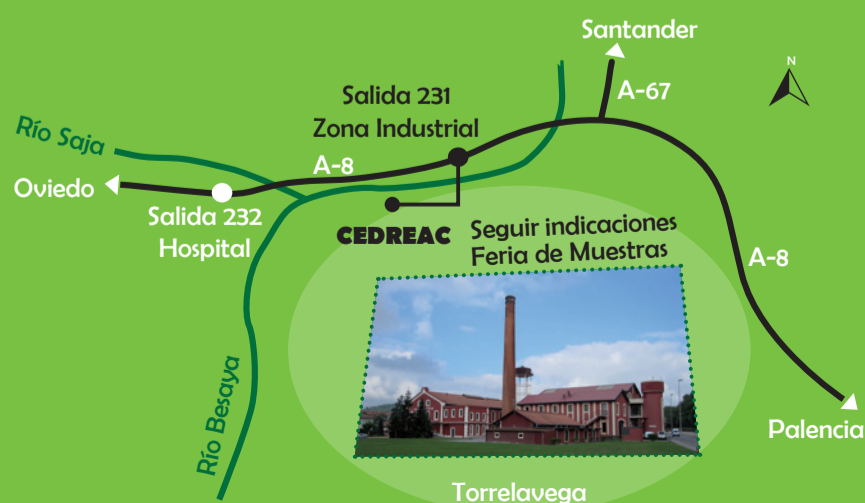 Santander
N
A-67
Salida 231
Zona Industrial
Río Saja
A-8
Oviedo
Salida 232
Hospital
CEDREAC
Seguir indicaciones
Feria de Muestras
A-8
Río Besaya
Palencia
Torrelavega